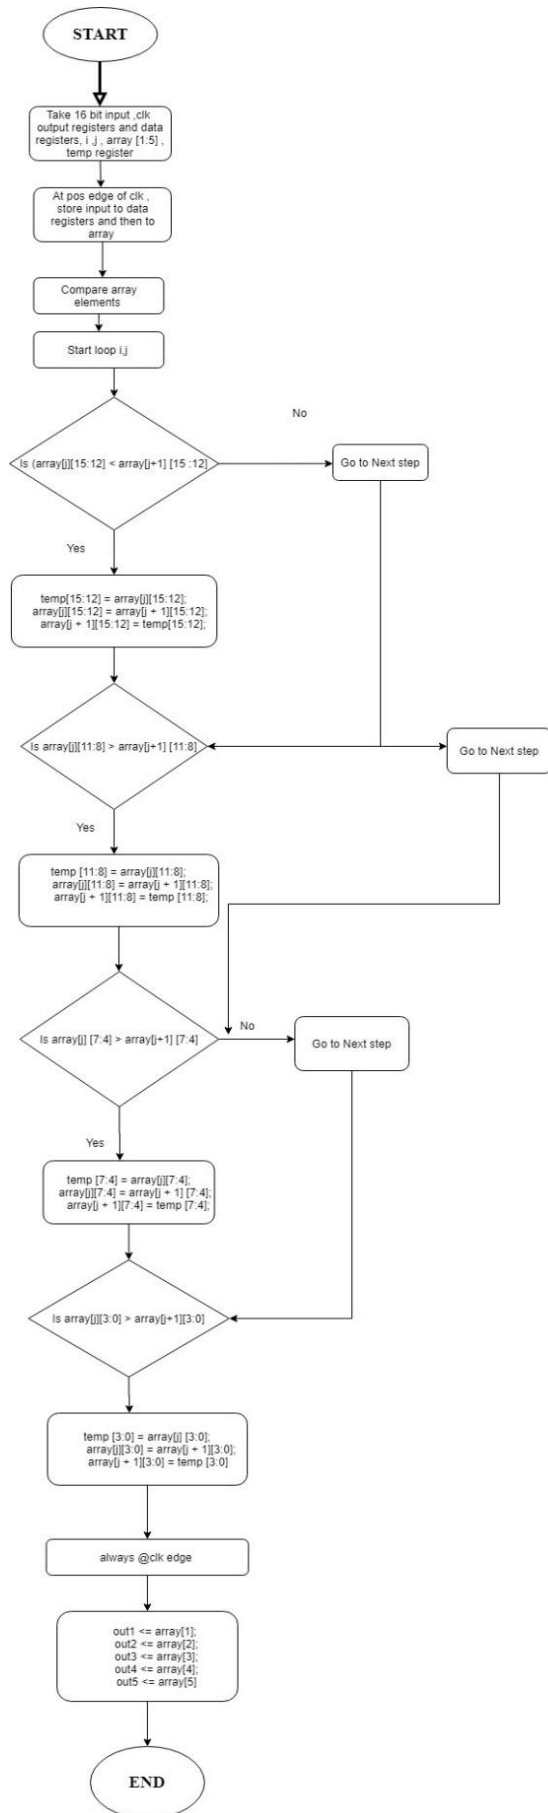 START
Take 16 bit input ,clk
output registers and data
registers, i ,j , array [1:5] ,
temp register
At pos edge of clk ,
store input to data
registers and then to
array
Compare array
elements
Start loop i,j
No
Is (array[j][15:12] < array[j+1] [15 :12]
Go to Next step
Yes
temp[15:12] = array[j][15:12];
array[j][15:12] = array[j + 1][15:12];
array[j + 1][15:12] = temp[15:12];
Is array[j][11:8] > array[j+1] [11:8]
Go to Next step
Yes
temp [11:8] = array[j][11:8];
array[j][11:8] = array[j + 1][11:8];
array[j + 1][11:8] = temp [11:8];
No
Is array[j] [7:4] > array[j+1] [7:4]
Go to Next step
Yes
temp [7:4] = array[j][7:4];
array[j][7:4] = array[j + 1] [7:4];
array[j + 1][7:4] = temp [7:4];
Is array[j][3:0] > array[j+1][3:0]
temp [3:0] = array[j] [3:0];
array[j][3:0] = array[j + 1][3:0];
array[j + 1][3:0] = temp [3:0]
always @clk edge
out1 <= array[1];
out2 <= array[2];
out3 <= array[3];
out4 <= array[4];
out5 <= array[5]
END